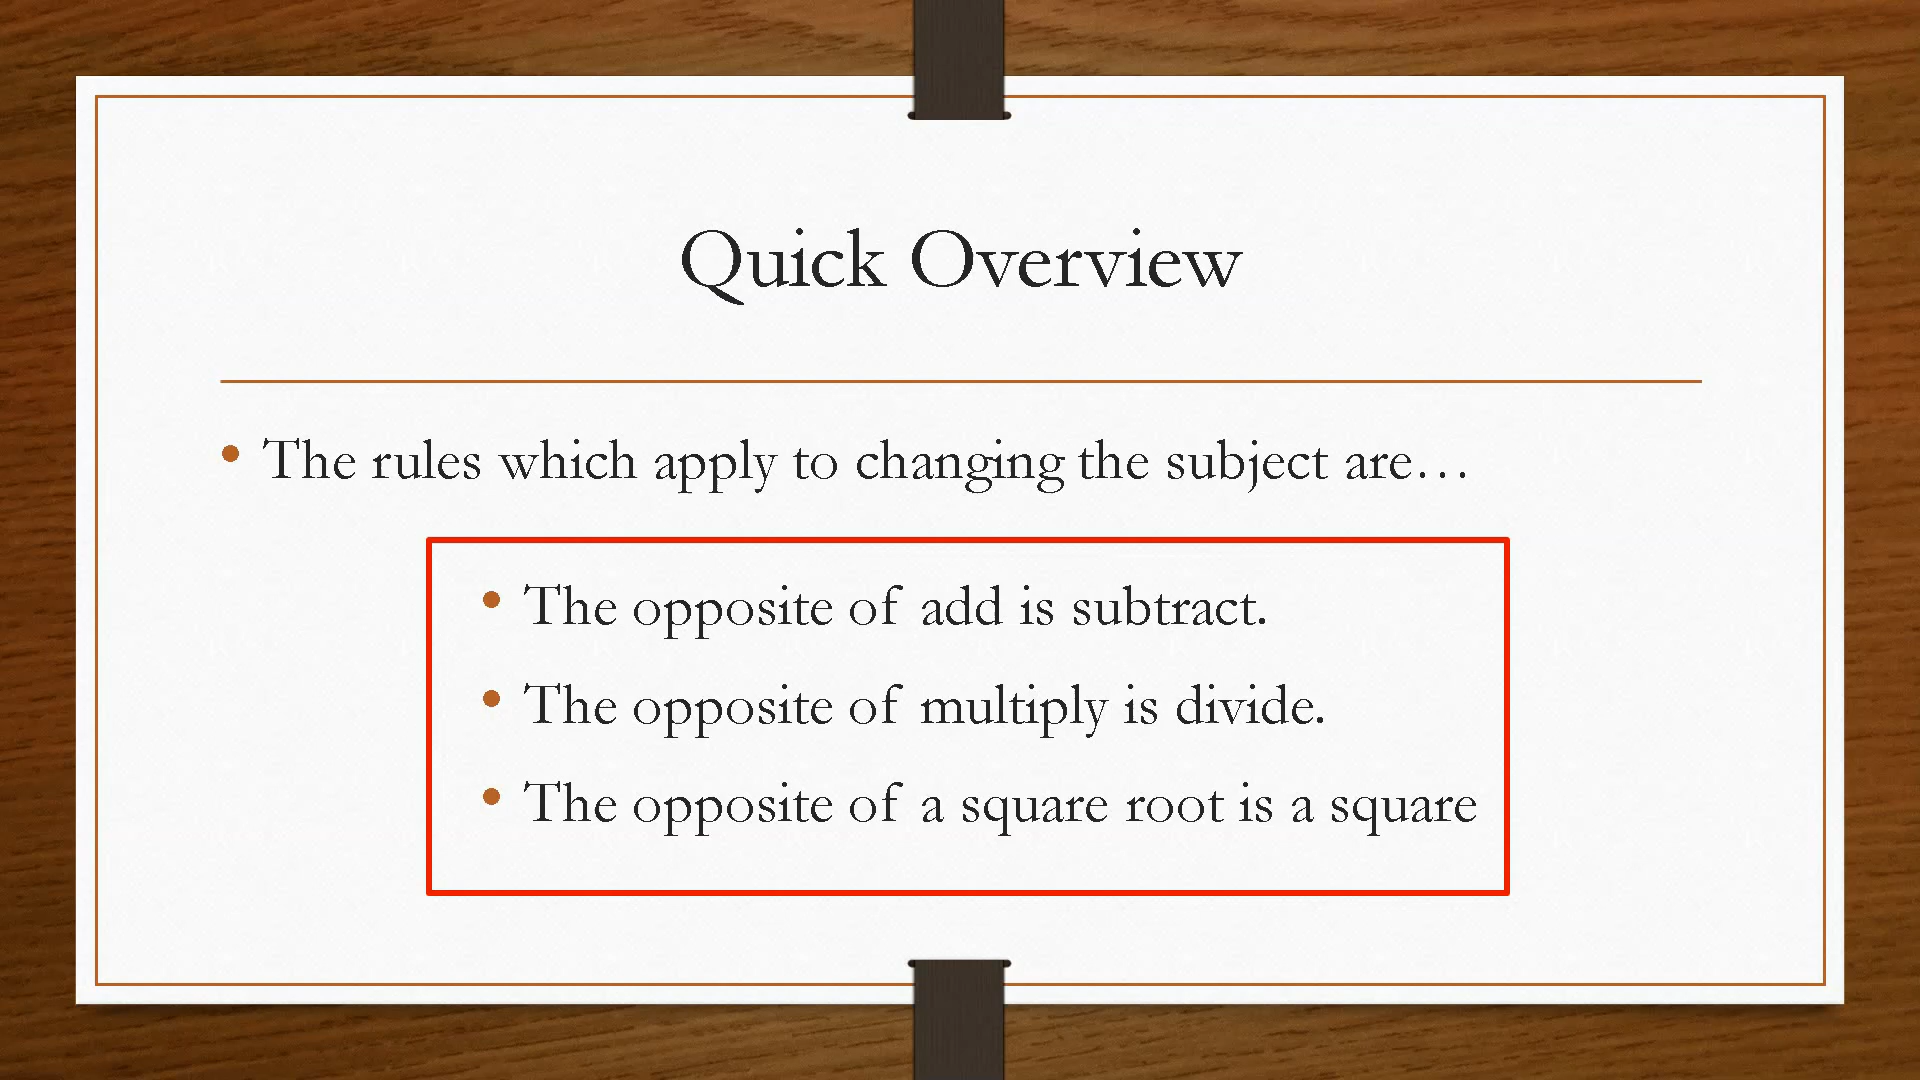 Quick Overview
• The rules which apply to changing the subject are…
• The opposite of add is subtract.
• The opposite of multiply is divide.
• The opposite of a square root is a square